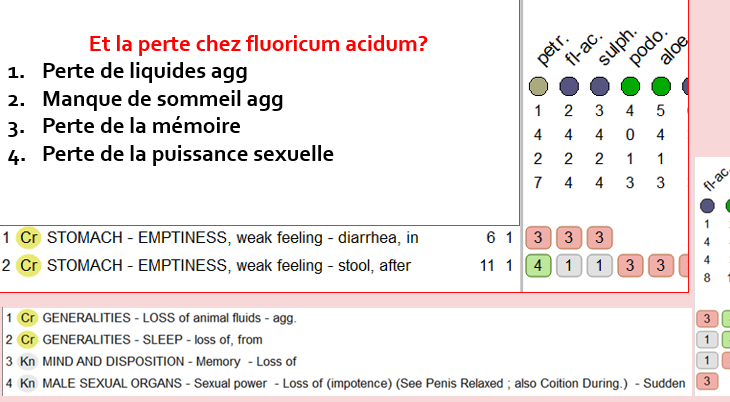 Et la perte chez fluoricum acidum?
1. Perte de liquides agg
2. Manque de sommeil agg
3. Perte de la mémoire
4. Perte de la puissance sexuelle
petr. fl-ac. sulph. podo. aloe
1 2 3 4 5
4 4 4 0 4
2 2 2 1 1
7 4 4 3 3
1 Cr STOMACH - EMPTINESS, weak feeling - diarrhea, in 6 1 3 3 3
2 Cr STOMACH - EMPTINESS, weak feeling - stool, after 11 1 4 1 1 3 3
fl-ac.
1
4
4
8
1 Cr GENERALITIES - LOSS of animal fluids - agg. 3
2 Cr GENERALITIES - SLEEP - loss of, from 1
3 Kn MIND AND DISPOSITION - Memory - Loss of 1
4 Kn MALE SEXUAL ORGANS - Sexual power - Loss of (impotence) (See Penis Relaxed ; also Coition During.) - Sudden 3